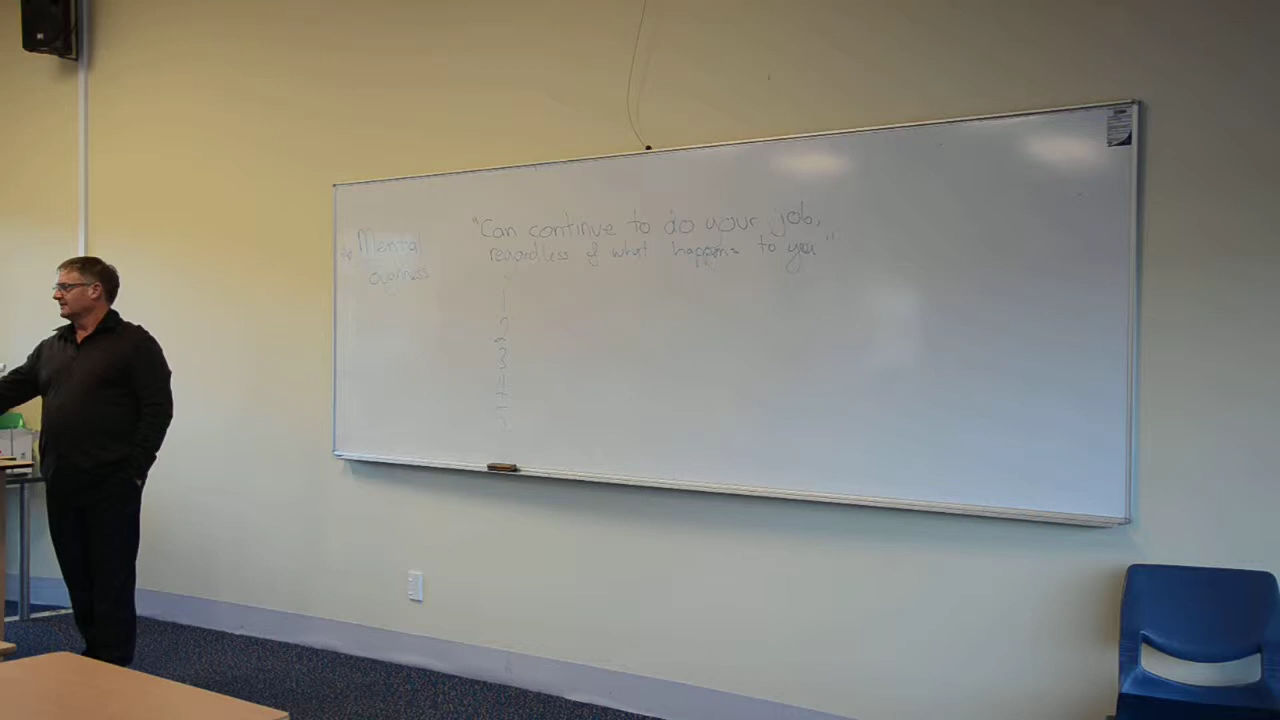 * Mental
Toughness
"Can continue to do your job,
regardless of what happens to you"
1
2
3
4
5